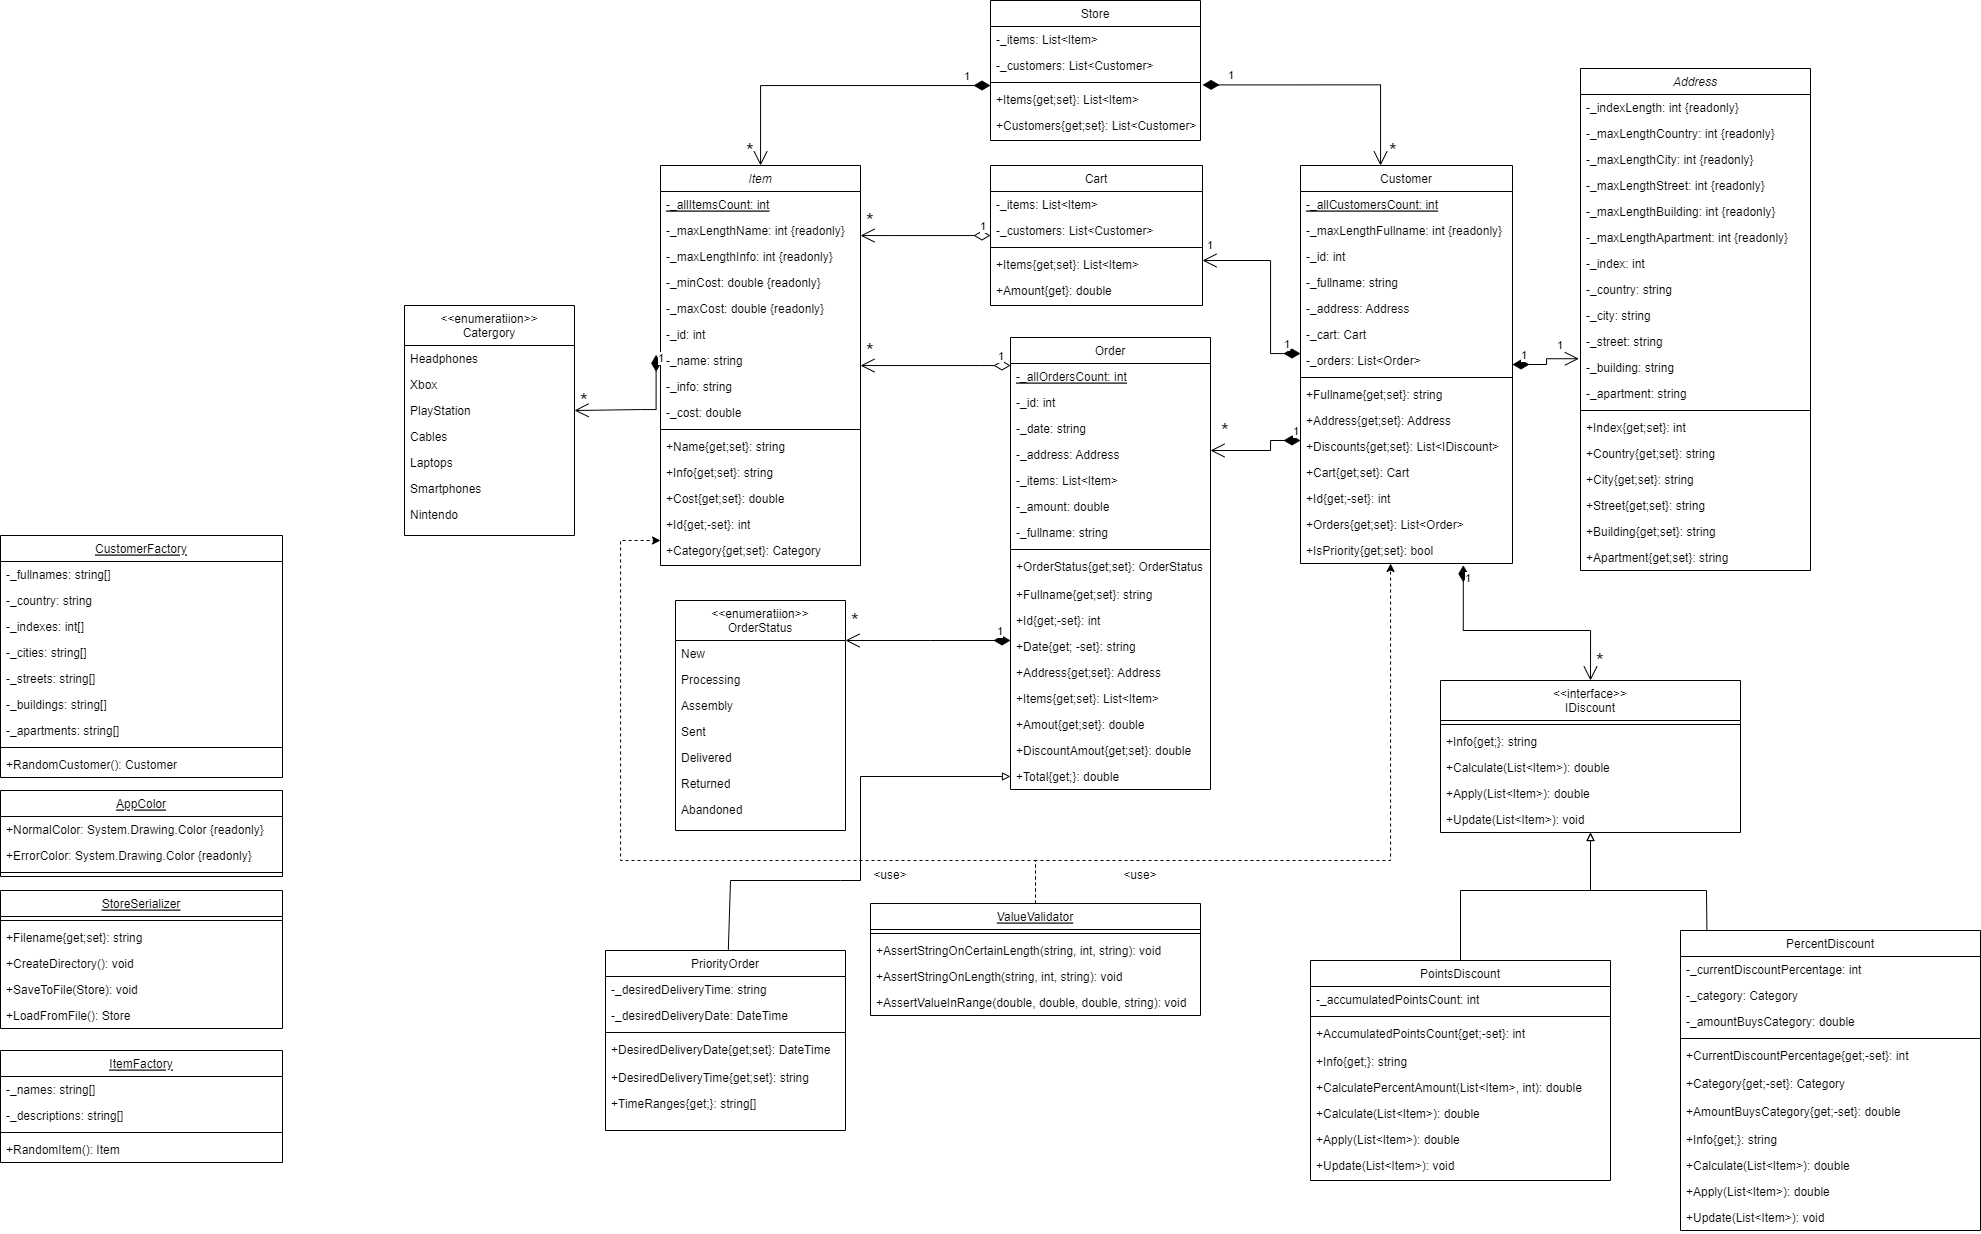 Store
-_items: List<Item>
-_customers: List<Customer>
+Items{get;set}: List<Item>
+Customers{get;set}: List<Customer>
1
1
*
*
Item
-_allItemsCount: int
-_maxLengthName: int {readonly}
-_maxLengthInfo: int {readonly}
-_minCost: double {readonly}
-_maxCost: double {readonly}
-_id: int
-_name: string
-_info: string
-_cost: double
+Name{get;set}: string
+Info{get;set}: string
+Cost{get;set}: double
+Id{get;-set}: int
+Category{get;set}: Category
Cart
-_items: List<Item>
-_customers: List<Customer>
+Items{get;set}: List<Item>
+Amount{get}: double
*
1
1
1
Customer
-_allCustomersCount: int
-_maxLengthFullname: int {readonly}
-_id: int
-_fullname: string
-_address: Address
-_cart: Cart
-_orders: List<Order>
+Fullname{get;set}: string
+Address{get;set}: Address
+Discounts{get;set}: List<IDiscount>
+Cart{get;set}: Cart
+Id{get;-set}: int
+Orders{get;set}: List<Order>
+IsPriority{get;set}: bool
1
1
Address
-_indexLength: int {readonly}
-_maxLengthCountry: int {readonly}
-_maxLengthCity: int {readonly}
-_maxLengthStreet: int {readonly}
-_maxLengthBuilding: int {readonly}
-_maxLengthApartment: int {readonly}
-_index: int
-_country: string
-_city: string
-_street: string
-_building: string
-_apartment: string
+Index{get;set}: int
+Country{get;set}: string
+City{get;set}: string
+Street{get;set}: string
+Building{get;set}: string
+Apartment{get;set}: string
<<enumeratiion>>
Catergory
Headphones
Xbox
PlayStation
Cables
Laptops
Smartphones
Nintendo
1
*
*
1
Order
-_allOrdersCount: int
-_id: int
-_date: string
-_address: Address
-_items: List<Item>
-_amount: double
-_fullname: string
+OrderStatus{get;set}: OrderStatus
+Fullname{get;set}: string
+Id{get;-set}: int
+Date{get; -set}: string
+Address{get;set}: Address
+Items{get;set}: List<Item>
+Amout{get;set}: double
+DiscountAmout{get;set}: double
+Total{get;}: double
*
1
<<enumeratiion>>
OrderStatus
New
Processing
Assembly
Sent
Delivered
Returned
Abandoned
*
1
1
*
<<interface>>
IDiscount
+Info{get;}: string
+Calculate(List<Item>): double
+Apply(List<Item>): double
+Update(List<Item>): void
CustomerFactory
-_fullnames: string[]
-_country: string
-_indexes: int[]
-_cities: string[]
-_streets: string[]
-_buildings: string[]
-_apartments: string[]
+RandomCustomer(): Customer
AppColor
+NormalColor: System.Drawing.Color {readonly}
+ErrorColor: System.Drawing.Color {readonly}
StoreSerializer
+Filename{get;set}: string
+CreateDirectory(): void
+SaveToFile(Store): void
+LoadFromFile(): Store
ItemFactory
-_names: string[]
-_descriptions: string[]
+RandomItem(): Item
<use>
<use>
PriorityOrder
-_desiredDeliveryTime: string
-_desiredDeliveryDate: DateTime
+DesiredDeliveryDate{get;set}: DateTime
+DesiredDeliveryTime{get;set}: string
+TimeRanges{get;}: string[]
ValueValidator
+AssertStringOnCertainLength(string, int, string): void
+AssertStringOnLength(string, int, string): void
+AssertValueInRange(double, double, double, string): void
PointsDiscount
-_accumulatedPointsCount: int
+AccumulatedPointsCount{get;-set}: int
+Info{get;}: string
+CalculatePercentAmount(List<Item>, int): double
+Calculate(List<Item>): double
+Apply(List<Item>): double
+Update(List<Item>): void
PercentDiscount
-_currentDiscountPercentage: int
-_category: Category
-_amountBuysCategory: double
+CurrentDiscountPercentage{get;-set}: int
+Category{get;-set}: Category
+AmountBuysCategory{get;-set}: double
+Info{get;}: string
+Calculate(List<Item>): double
+Apply(List<Item>): double
+Update(List<Item>): void